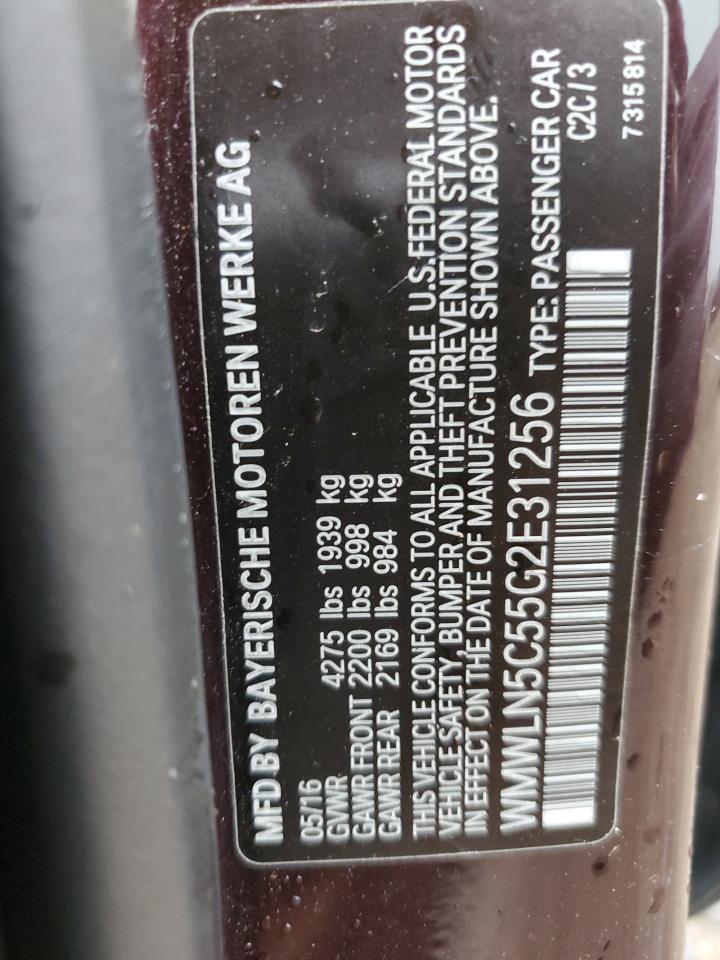 MFD BY BAYERISCHE MOTOREN WERKE AG
05/16
GVWR 4275 lbs 1939 kg
GAWR FRONT 2200 lbs 998 kg
GAWR REAR 2169 lbs 984 kg
THIS VEHICLE CONFORMS TO ALL APPLICABLE U.S.FEDERAL MOTOR
VEHICLE SAFETY, BUMPER AND THEFT PREVENTION STANDARDS
IN EFFECT ON THE DATE OF MANUFACTURE SHOWN ABOVE.
WMWLN5C55G2E31256 TYPE: PASSENGER CAR
C2C / 3
7315814